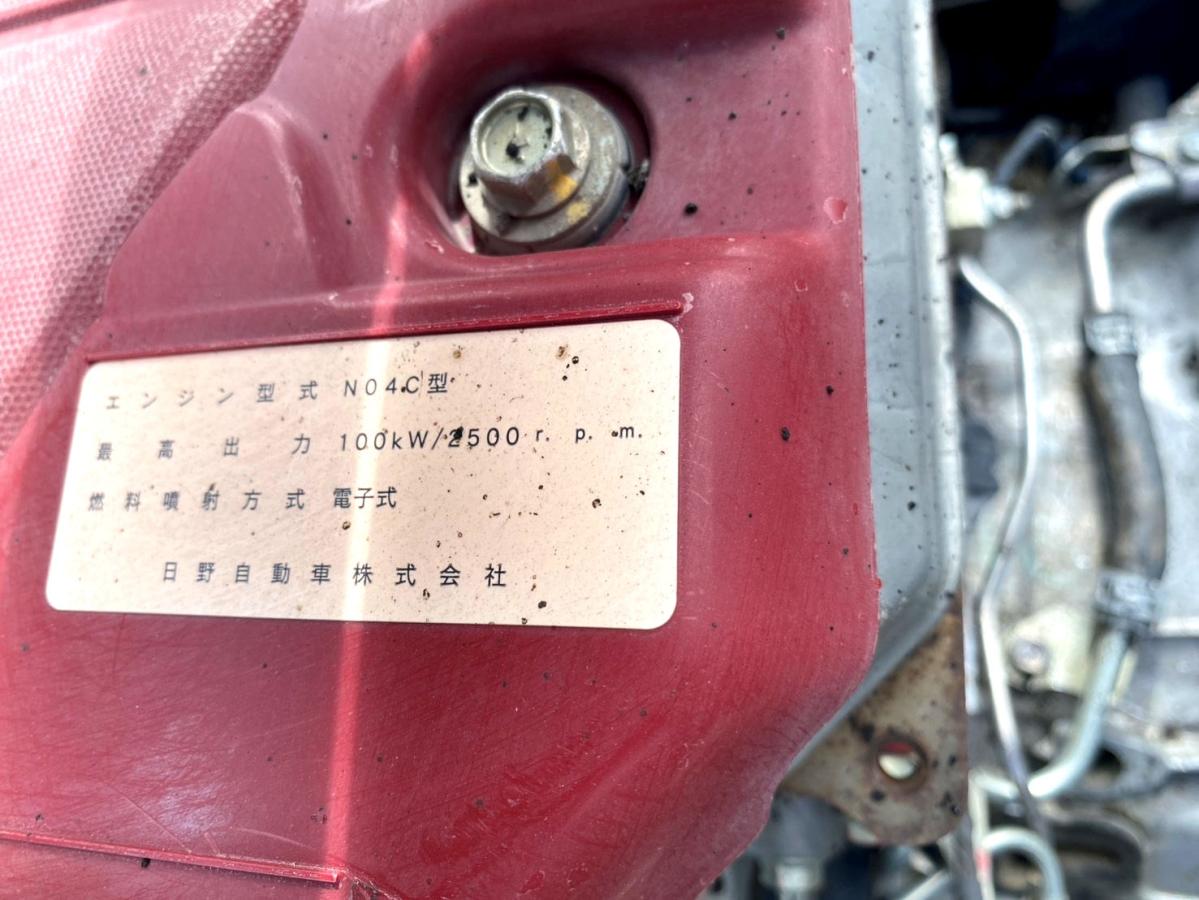 エンジン型式 N04C型
最高出力 100kW/2500r.p.m.
燃料噴射方式 電子式
日野自動車株式会社